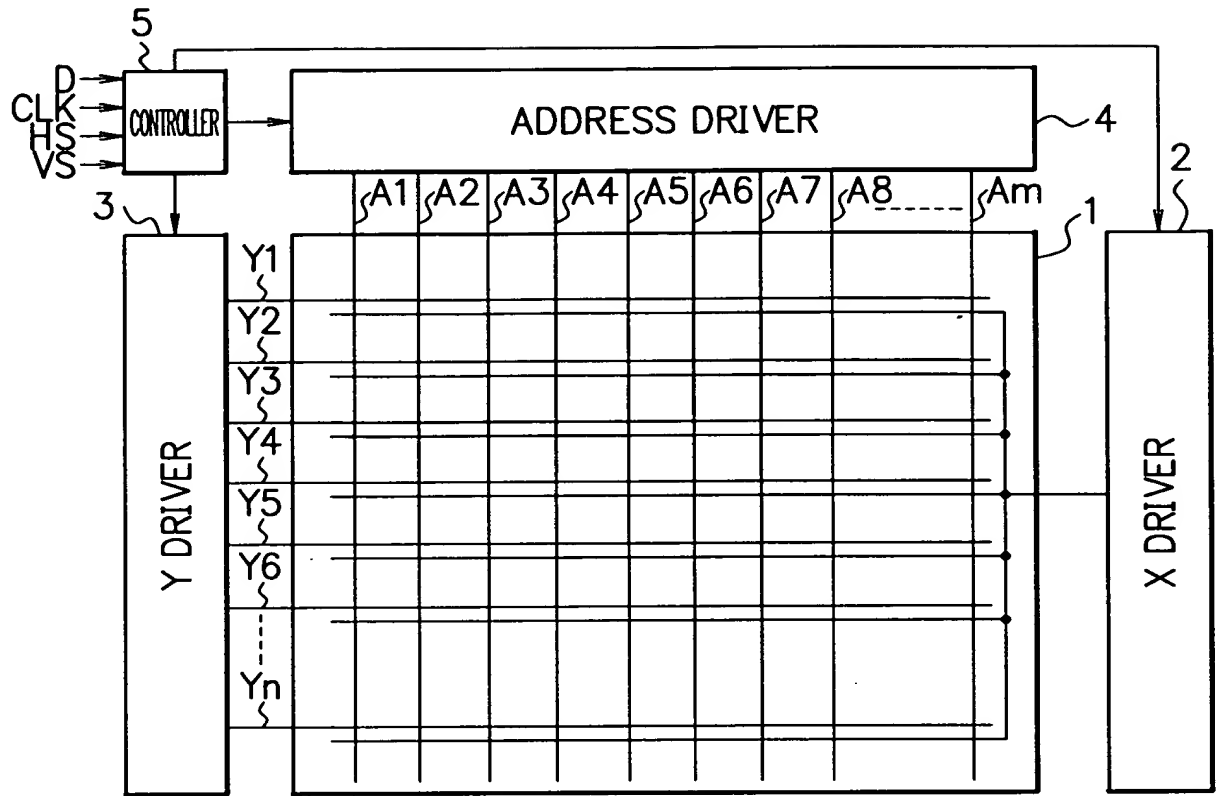 5
D
CLK
HS
VS
CONTROLLER
ADDRESS DRIVER
4
2
3
A1 A2 A3 A4 A5 A6 A7 A8 ------ Am
1
Y1
Y2
Y3
Y4
Y5
Y6
Yn
Y DRIVER
X DRIVER